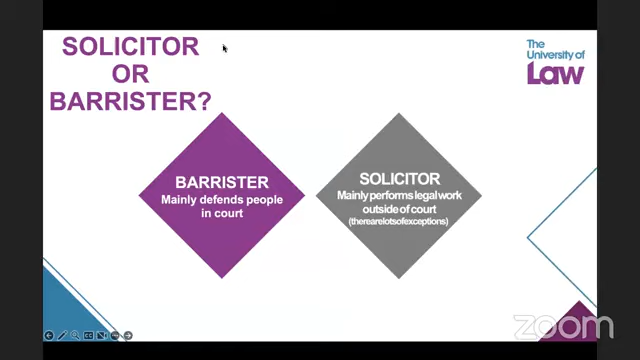 SOLICITOR
OR
BARRISTER?
The
University of
Law
BARRISTER
Mainly defends people
in court
SOLICITOR
Mainly performs legal work
outside of court
(therearelotsofexceptions)
zoom